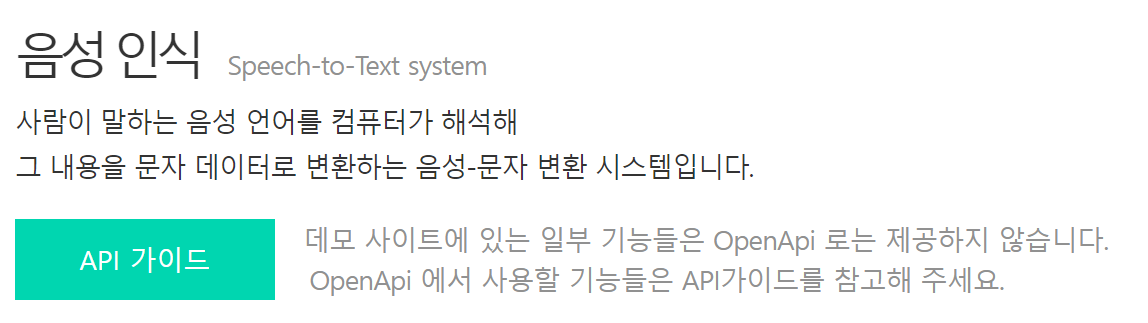 음성 인식 Speech-to-Text system
사람이 말하는 음성 언어를 컴퓨터가 해석해
그 내용을 문자 데이터로 변환하는 음성-문자 변환 시스템입니다.
API 가이드
데모 사이트에 있는 일부 기능들은 OpenApi 로는 제공하지 않습니다.
OpenApi 에서 사용할 기능들은 API가이드를 참고해 주세요.